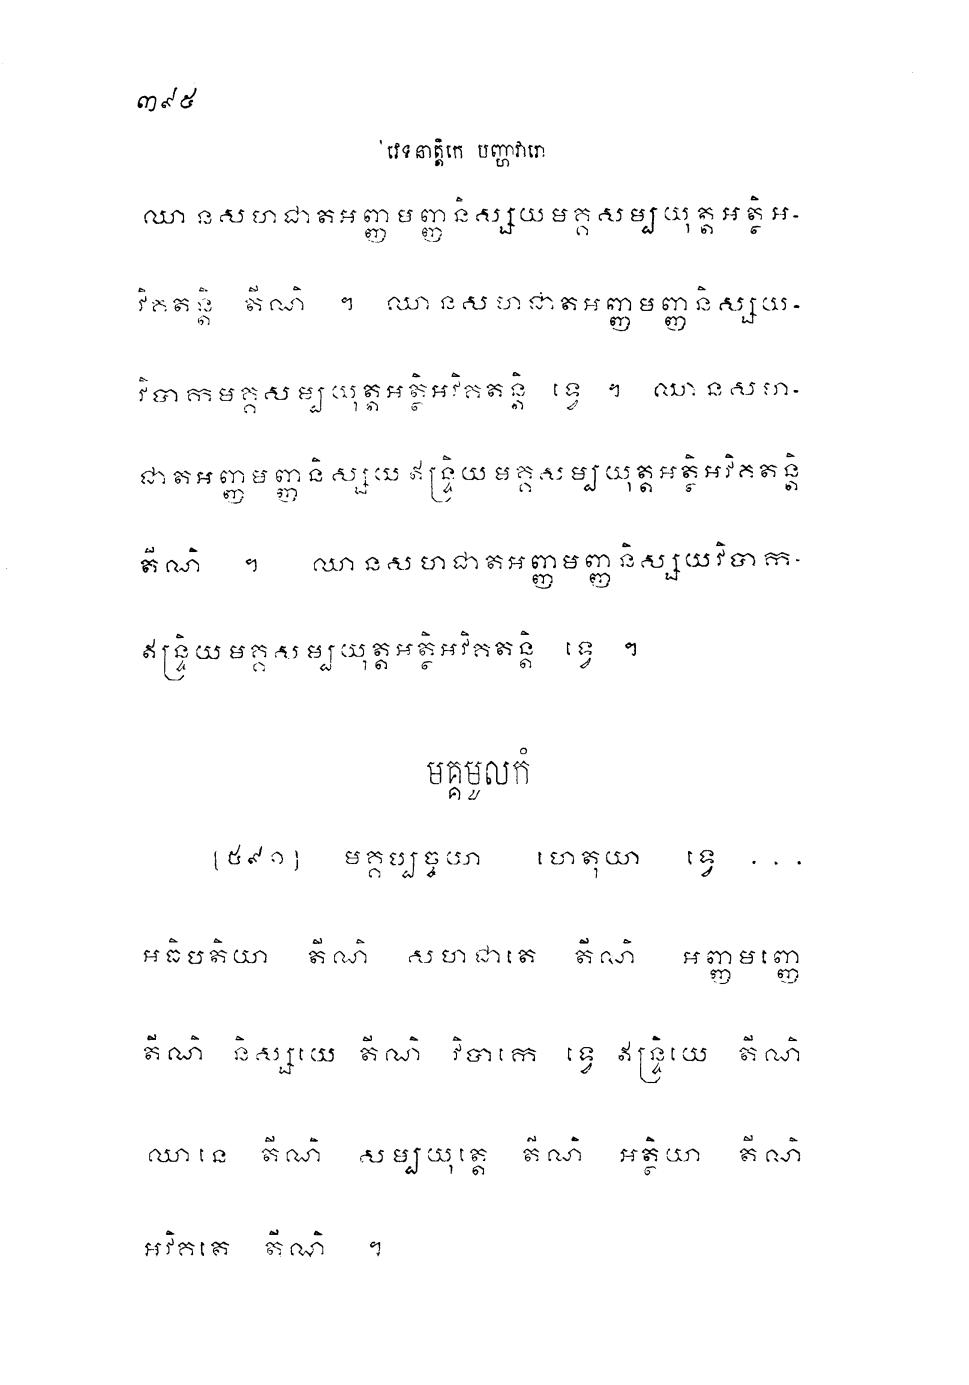 ៣៩៥
វេទនាត្តិកេ បញ្ហាវារោ
ឈានសហជាតអញ្ញមញ្ញនិស្សយមគ្គសម្បយុត្តអត្ថិអ-
វិគតន្តិ តីណិ ។ ឈានសហជាតអញ្ញមញ្ញនិស្សយ-
វិបាកមគ្គសម្បយុត្តអត្ថិអវិគតន្តិ ទ្វេ ។ ឈានសហ-
ជាតអញ្ញមញ្ញនិស្សយឥន្ទ្រិយមគ្គសម្បយុត្តអត្ថិអវិគតន្តិ
តីណិ ។ ឈានសហជាតអញ្ញមញ្ញនិស្សយវិបាក-
ឥន្ទ្រិយមគ្គសម្បយុត្តអត្ថិអវិគតន្តិ ទ្វេ ។
មគ្គមូលកំ
[៥៩១] មគ្គប្បច្ចយា ហេតុយា ទ្វេ . . .
អធិបតិយា តីណិ សហជាតេ តីណិ អញ្ញមញ្ញេ
តីណិ និស្សយេ តីណិ វិបាកេ ទ្វេ ឥន្ទ្រិយេ តីណិ
ឈានេ តីណិ សម្បយុត្តេ តីណិ អត្ថិយា តីណិ
អវិគតេ តីណិ ។